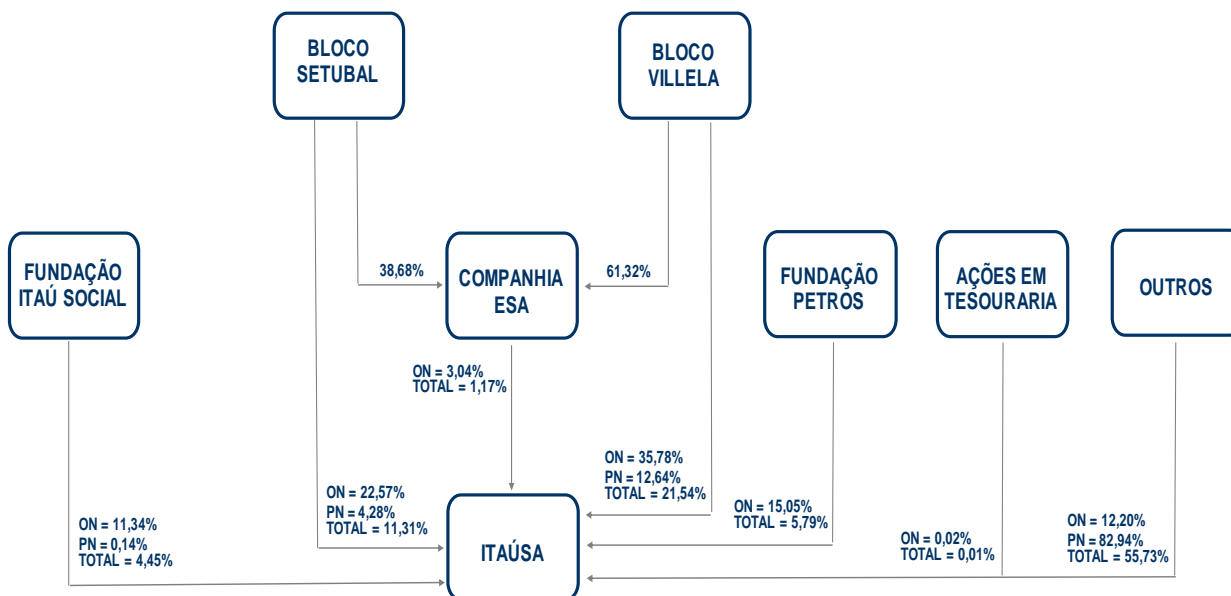 BLOCO
SETUBAL
BLOCO
VILLELA
FUNDAÇÃO
ITAÚ SOCIAL
38,68%
COMPANHIA
ESA
61,32%
FUNDAÇÃO
PETROS
AÇÕES EM
TESOURARIA
OUTROS
ON = 3,04%
TOTAL = 1,17%
ON = 11,34%
PN = 0,14%
TOTAL = 4,45%
ON = 22,57%
PN = 4,28%
TOTAL = 11,31%
ITAÚSA
ON = 35,78%
PN = 12,64%
TOTAL = 21,54%
ON = 15,05%
TOTAL = 5,79%
ON = 0,02%
TOTAL = 0,01%
ON = 12,20%
PN = 82,94%
TOTAL = 55,73%